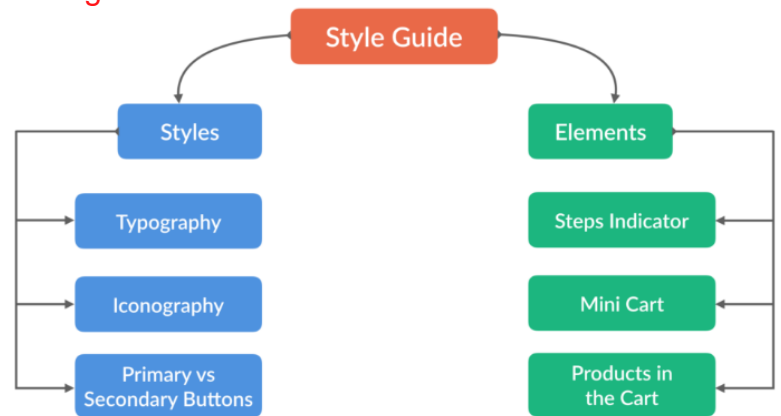 Style Guide
Styles
Elements
Typography
Steps Indicator
Iconography
Mini Cart
Primary vs
Secondary Buttons
Products in
the Cart